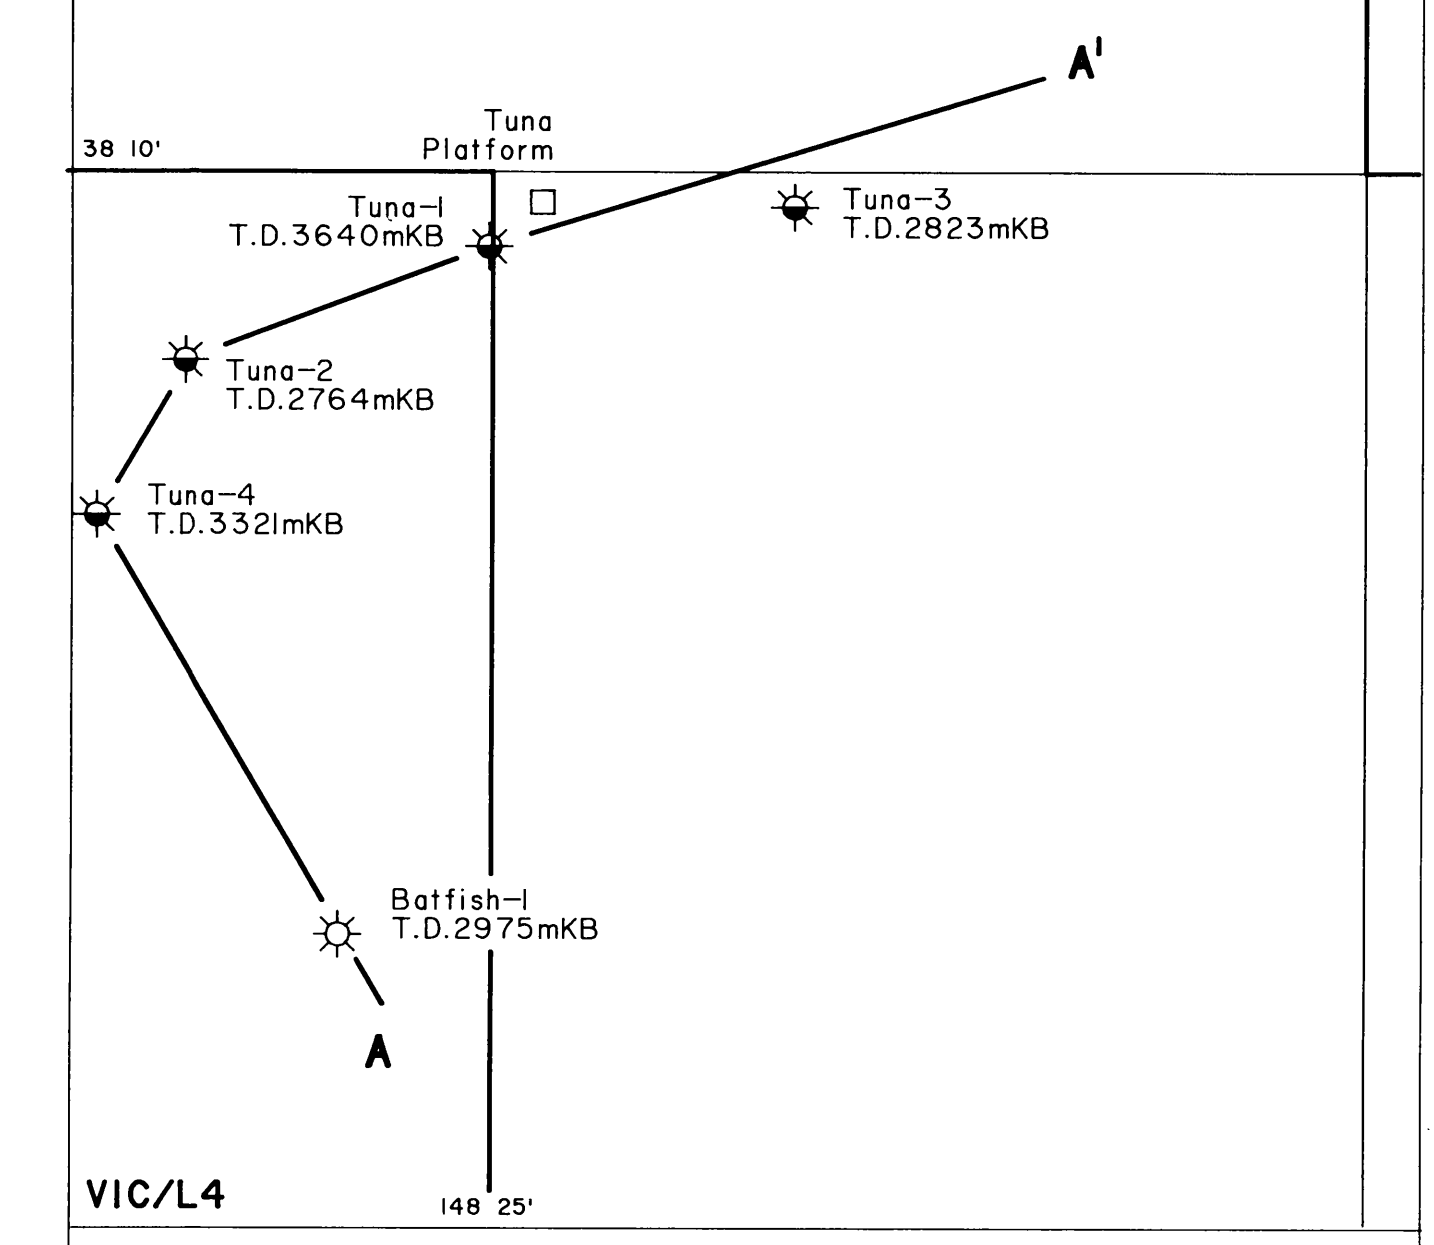 A'
Tuna
Platform
38 10'
Tuna-1
T.D.3640mKB
Tuna-3
T.D.2823mKB
Tuna-2
T.D.2764mKB
Tuna-4
T.D.3321mKB
Batfish-1
T.D.2975mKB
A
VIC/L4
148 25'